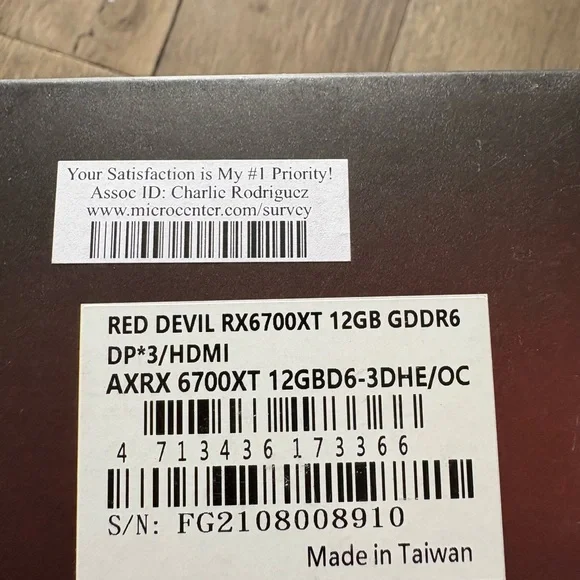 Your Satisfaction is My #1 Priority!
Assoc ID: Charlie Rodriguez
www.microcenter.com/survey
RED DEVIL RX6700XT 12GB GDDR6
DP*3/HDMI
AXRX 6700XT 12GBD6-3DHE/OC
4 713436 173366
S/N: FG2108008910
Made in Taiwan